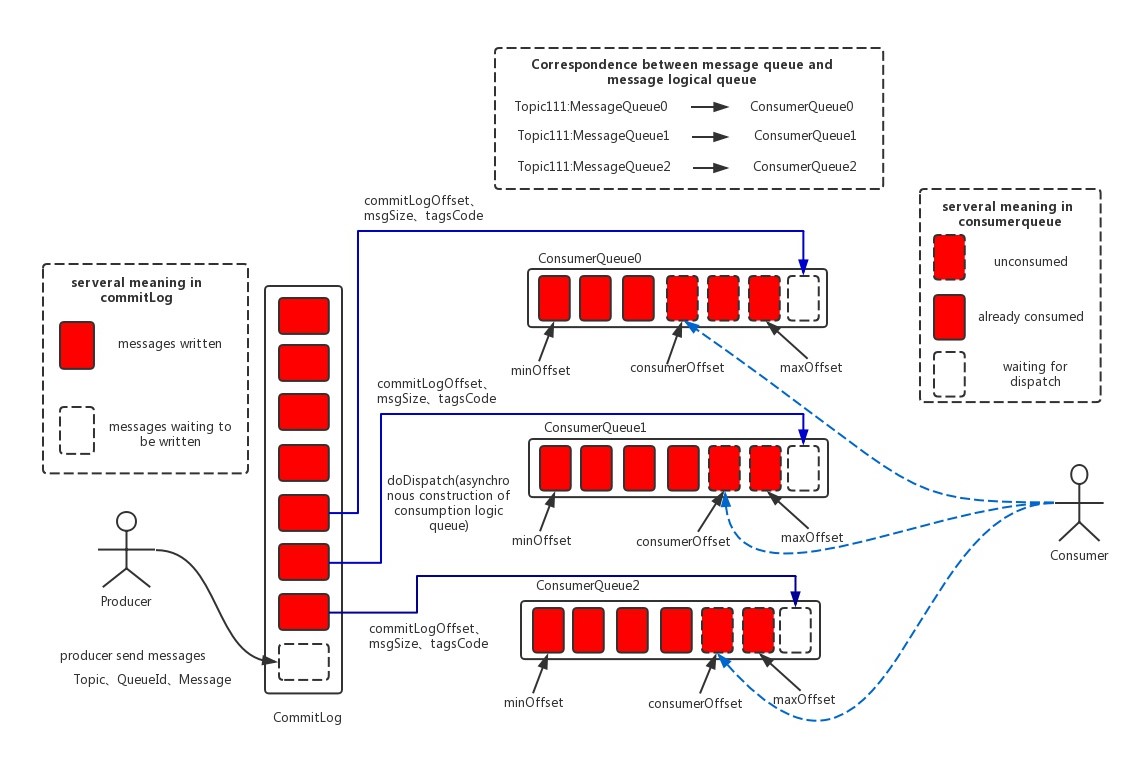 Correspondence between message queue and
message logical queue
Topic111:MessageQueue0
ConsumerQueue0
Topic111:MessageQueue1
ConsumerQueue1
Topic111:MessageQueue2
ConsumerQueue2
serveral meaning in
commitLog
messages written
messages waiting to
be written
serveral meaning in
consumerqueue
unconsumed
already consumed
waiting for
dispatch
commitLogOffset、
msgSize、tagsCode
ConsumerQueue0
minOffset
consumerOffset
maxOffset
commitLogOffset、
msgSize、tagsCode
ConsumerQueue1
doDispatch(asynchro
nous construction of
consumption logic
queue)
minOffset
consumerOffset
maxOffset
Consumer
ConsumerQueue2
commitLogOffset、
msgSize、tagsCode
minOffset
consumerOffset
maxOffset
Producer
producer send messages
Topic、QueueId、Message
CommitLog